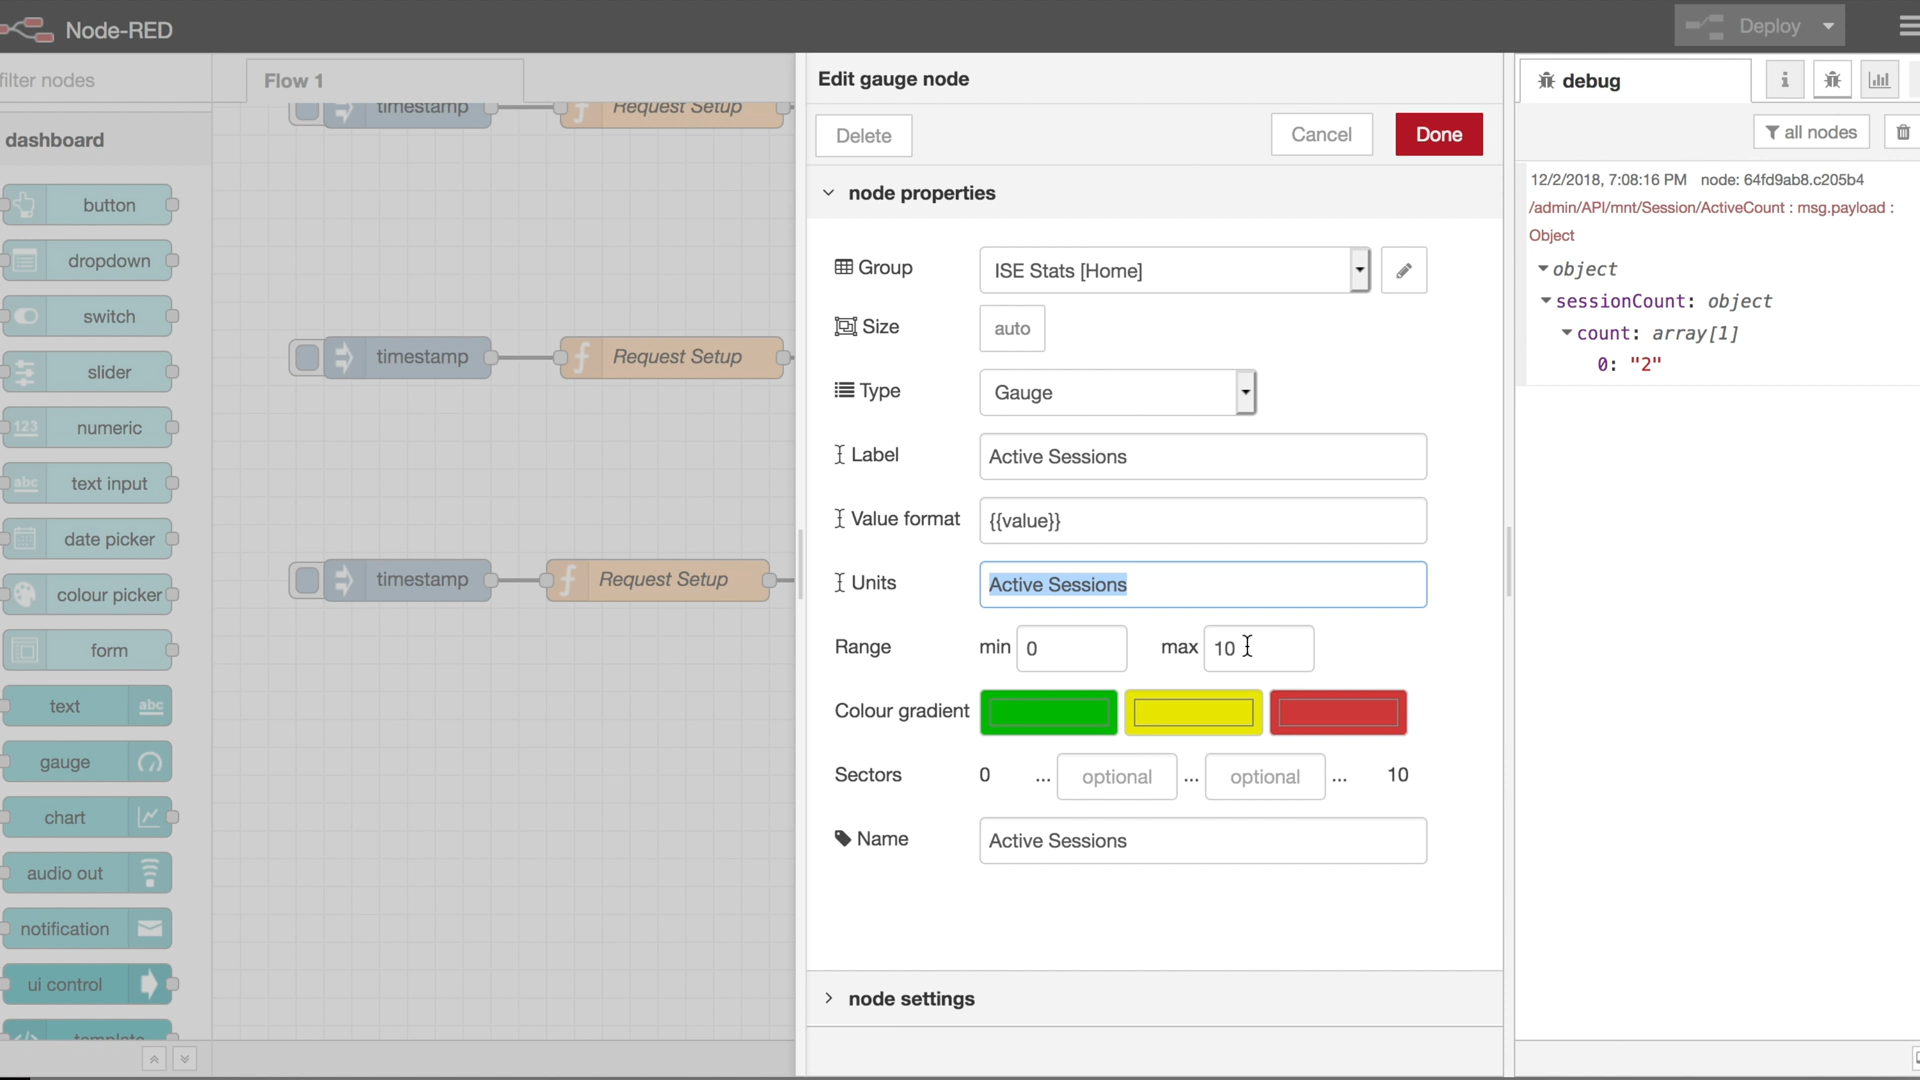 Node-RED
Deploy
filter nodes
Flow 1
Edit gauge node
debug
timestamp
Request Setup
dashboard
Delete
Cancel
Done
all nodes
button
dropdown
switch
slider
123
numeric
abc
text input
date picker
colour picker
form
text
abc
gauge
chart
audio out
notification
ui control
template
timestamp
Request Setup
timestamp
Request Setup
node properties
Group
ISE Stats [Home]
Size
auto
Type
Gauge
Label
Active Sessions
Value format
{{value}}
Units
Active Sessions
Range
min
0
max
10
Colour gradient
Sectors
0
...
optional
...
optional
...
10
Name
Active Sessions
node settings
12/2/2018, 7:08:16 PM node: 64fd9ab8.c205b4
/admin/API/mnt/Session/ActiveCount : msg.payload :
Object
object
sessionCount: object
count: array[1]
0: "2"